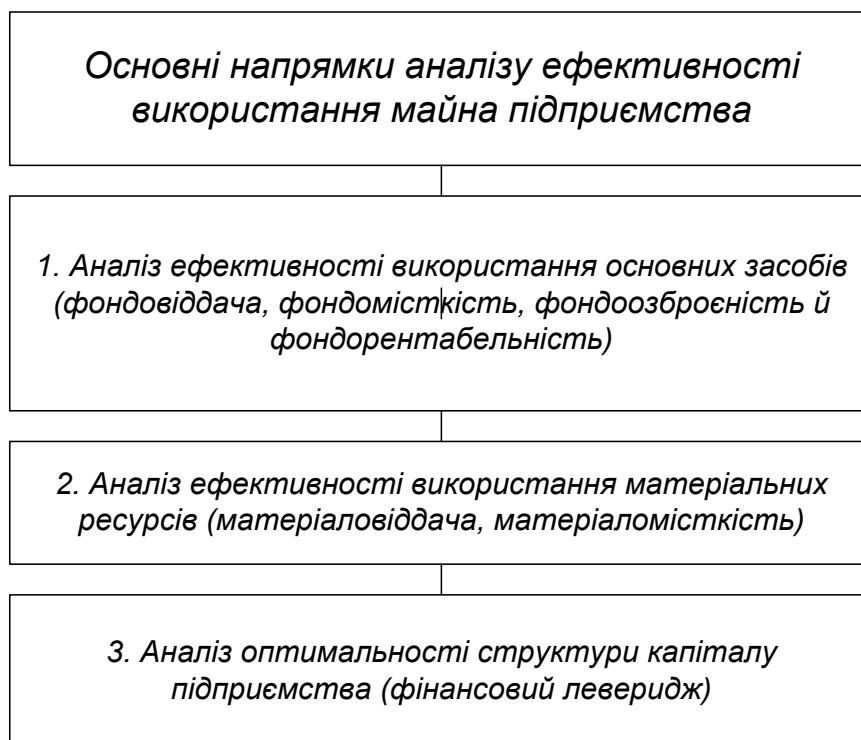 Основні напрямки аналізу ефективності
використання майна підприємства
1. Аналіз ефективності використання основних засобів
(фондовіддача, фондомісткість, фондоозброєність й
фондорентабельність)
2. Аналіз ефективності використання матеріальних
ресурсів (матеріаловіддача, матеріаломісткість)
3. Аналіз оптимальності структури капіталу
підприємства (фінансовий леверидж)